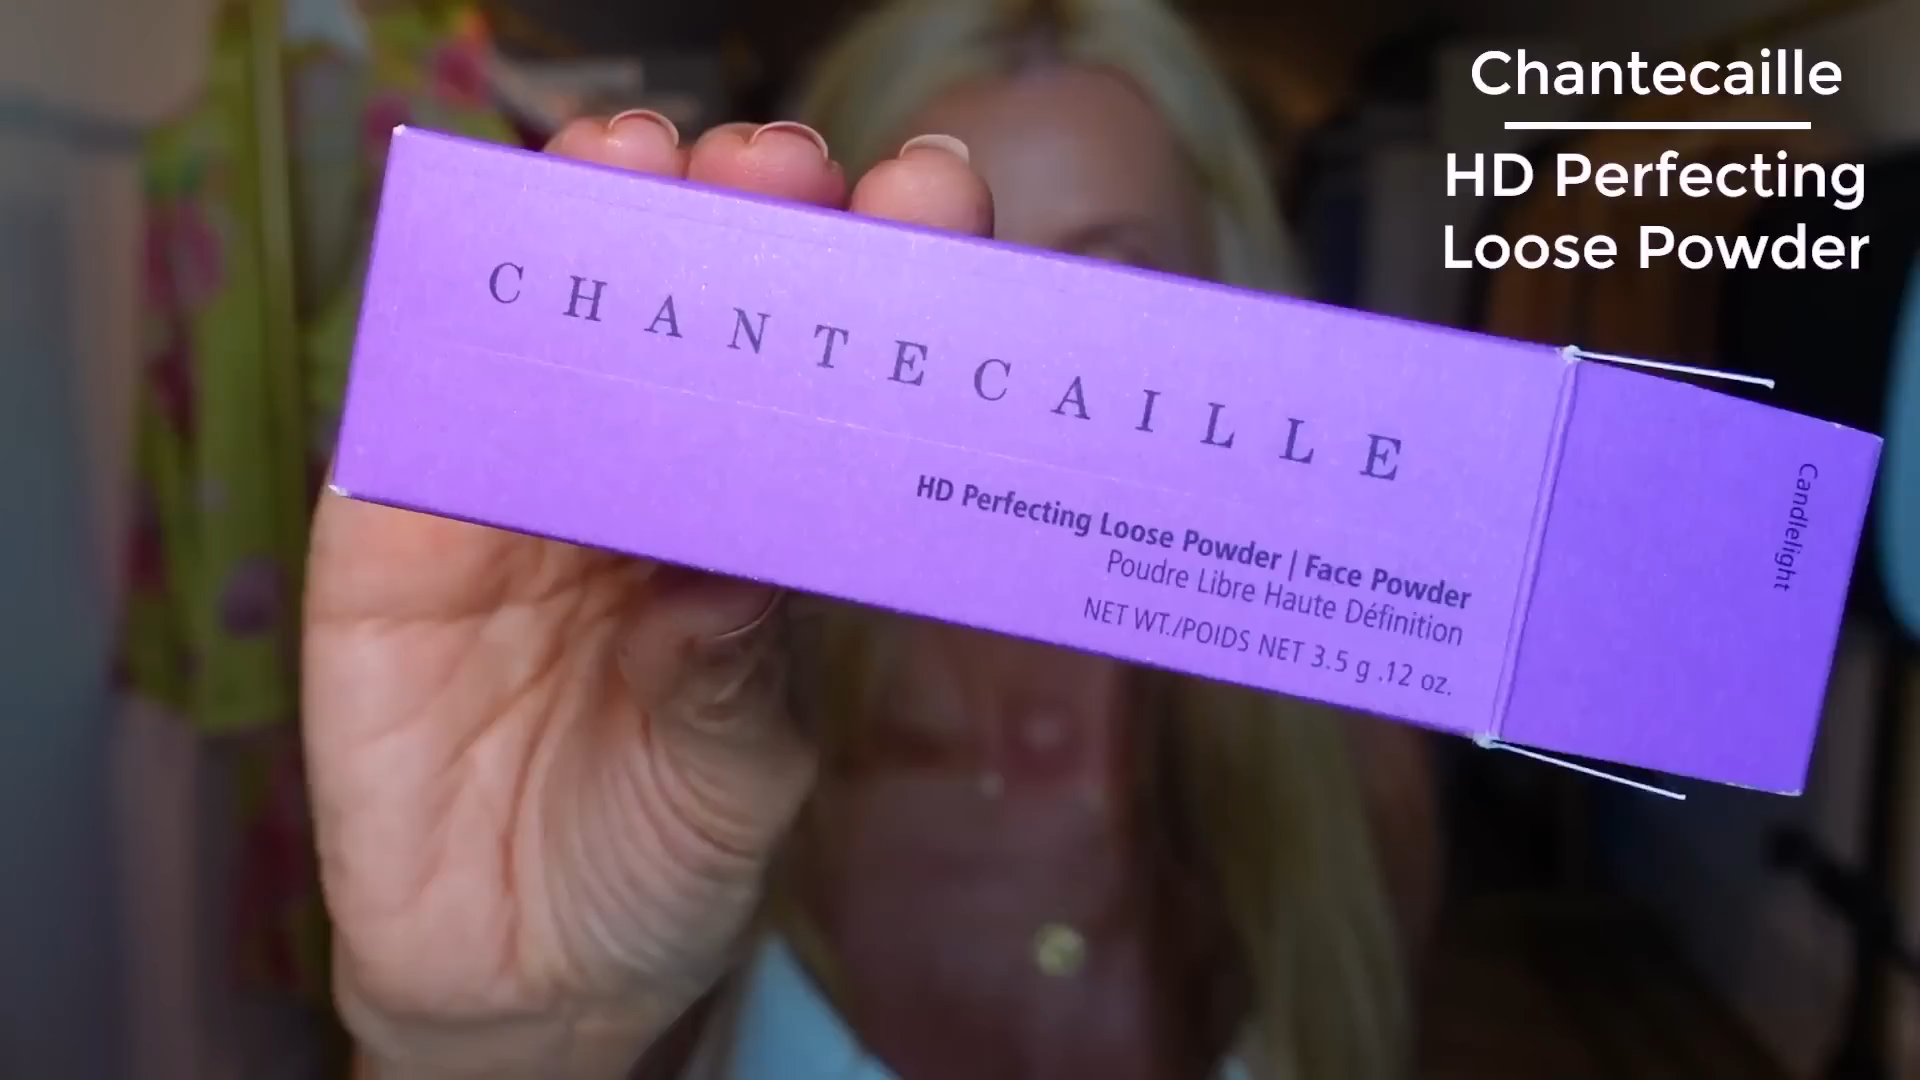 Chantecaille
HD Perfecting
Loose Powder
CHANTECAILLE
HD Perfecting Loose Powder | Face Powder
Poudre Libre Haute Définition
NET WT./POIDS NET 3.5 g .12 oz.
Candlelight